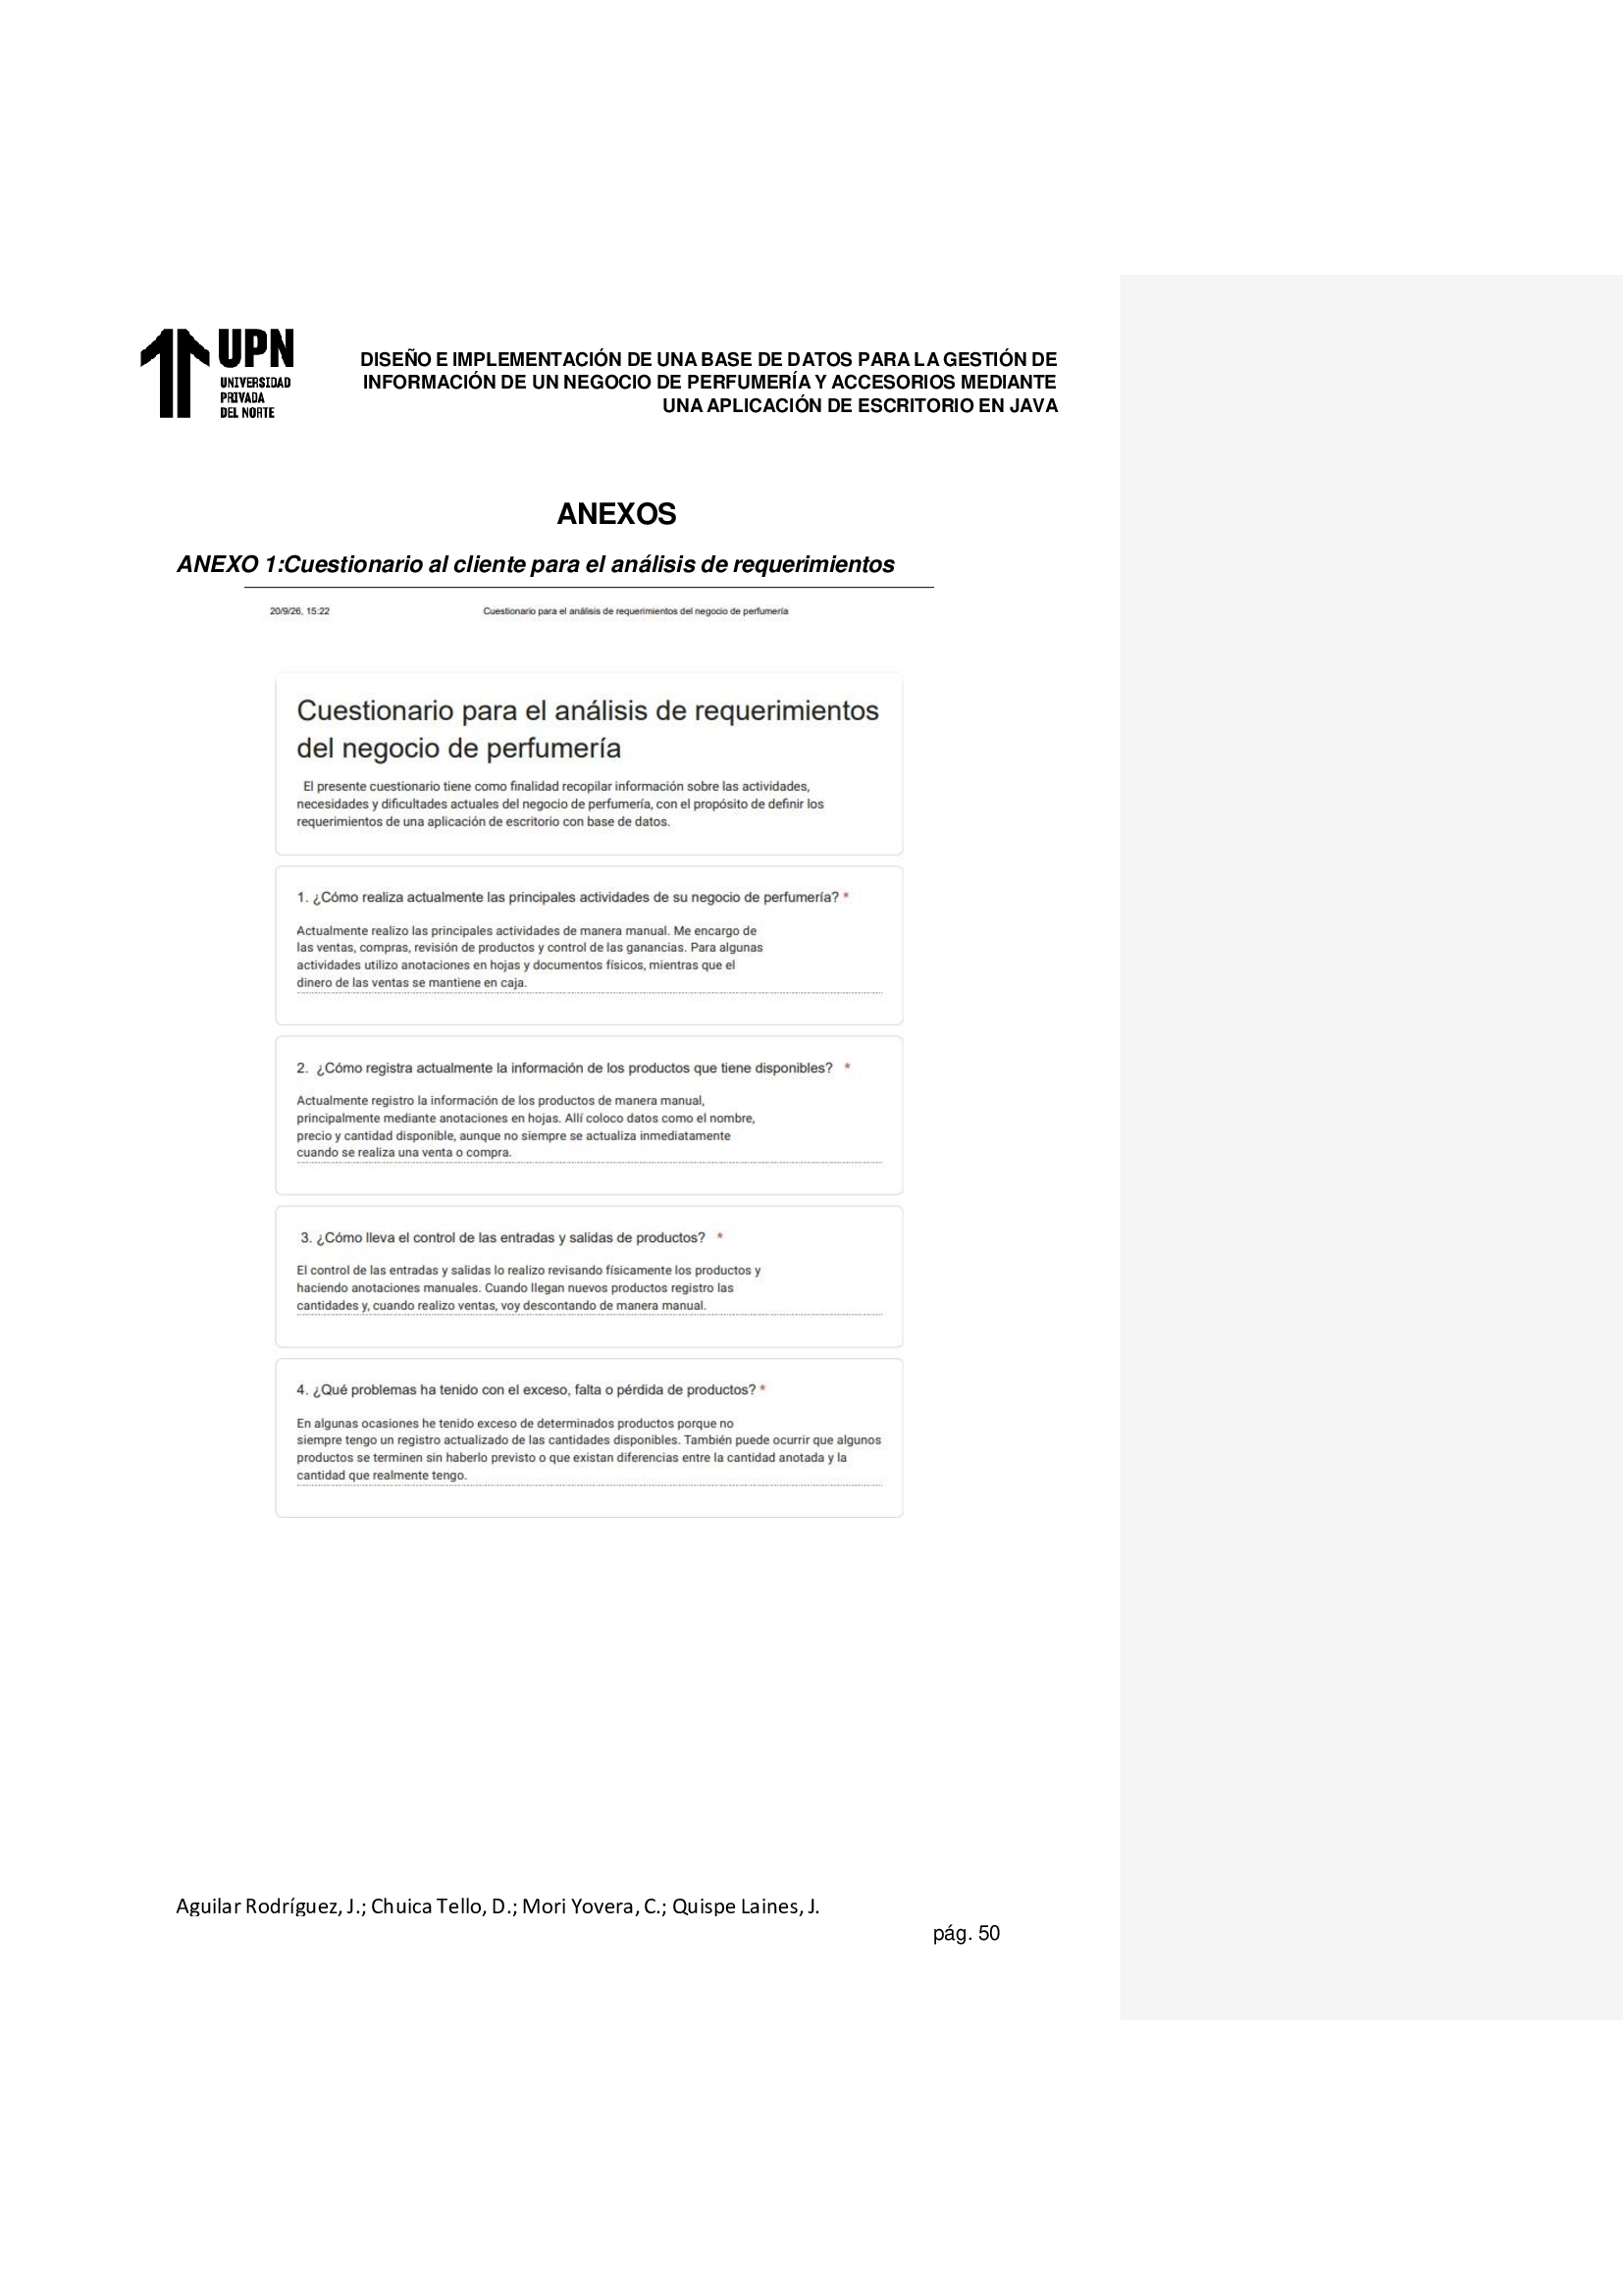 UPN
UNIVERSIDAD
PRIVADA
DEL NORTE
DISEÑO E IMPLEMENTACIÓN DE UNA BASE DE DATOS PARA LA GESTIÓN DE
INFORMACIÓN DE UN NEGOCIO DE PERFUMERÍA Y ACCESORIOS MEDIANTE
UNA APLICACIÓN DE ESCRITORIO EN JAVA
ANEXOS
ANEXO 1:Cuestionario al cliente para el análisis de requerimientos
20/9/26, 15:22 Cuestionario para el análisis de requerimientos del negocio de perfumería
Cuestionario para el análisis de requerimientos
del negocio de perfumería
El presente cuestionario tiene como finalidad recopilar información sobre las actividades,
necesidades y dificultades actuales del negocio de perfumería, con el propósito de definir los
requerimientos de una aplicación de escritorio con base de datos.
1. ¿Cómo realiza actualmente las principales actividades de su negocio de perfumería? *
Actualmente realizo las principales actividades de manera manual. Me encargo de
las ventas, compras, revisión de productos y control de las ganancias. Para algunas
actividades utilizo anotaciones en hojas y documentos físicos, mientras que el
dinero de las ventas se mantiene en caja.
2. ¿Cómo registra actualmente la información de los productos que tiene disponibles? *
Actualmente registro la información de los productos de manera manual,
principalmente mediante anotaciones en hojas. Allí coloco datos como el nombre,
precio y cantidad disponible, aunque no siempre se actualiza inmediatamente
cuando se realiza una venta o compra.
3. ¿Cómo lleva el control de las entradas y salidas de productos? *
El control de las entradas y salidas lo realizo revisando físicamente los productos y
haciendo anotaciones manuales. Cuando llegan nuevos productos registro las
cantidades y, cuando realizo ventas, voy descontando de manera manual.
4. ¿Qué problemas ha tenido con el exceso, falta o pérdida de productos? *
En algunas ocasiones he tenido exceso de determinados productos porque no
siempre tengo un registro actualizado de las cantidades disponibles. También puede ocurrir que algunos
productos se terminen sin haberlo previsto o que existan diferencias entre la cantidad anotada y la
cantidad que realmente tengo.
Aguilar Rodríguez, J.; Chuica Tello, D.; Mori Yovera, C.; Quispe Laines, J.
pág. 50